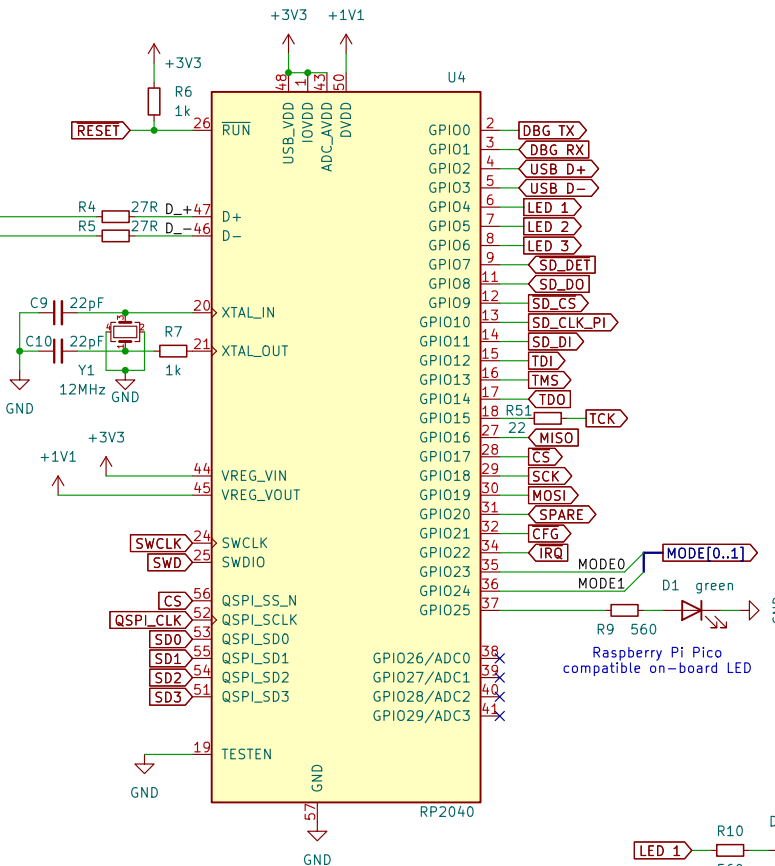 +3V3 +1V1
+3V3 48 1 43 50 U4
R6
1k
USB_VDD IOVDD ADC_AVDD DVDD
RESET 26 RUN GPIO0 2 DBG TX
GPIO1 3 DBG RX
GPIO2 4 USB D+
GPIO3 5 USB D-
R4 27R D_+ 47 D+ GPIO4 6 LED 1
R5 27R D_- 46 D- GPIO5 7 LED 2
GPIO6 8 LED 3
GPIO7 9 SD_DET
GPIO8 11 SD_DO
C9 22pF 3 20 XTAL_IN GPIO9 12 SD_CS
4 2 GPIO10 13 SD_CLK_PI
C10 22pF 1 R7 21 XTAL_OUT GPIO11 14 SD_DI
Y1 1k GPIO12 15 TDI
12MHz GND GPIO13 16 TMS
GND GPIO14 17 TDO
GPIO15 18 R51 TCK
+3V3 GPIO16 27 22 MISO
+1V1 GPIO17 28 CS
44 VREG_VIN GPIO18 29 SCK
45 VREG_VOUT GPIO19 30 MOSI
GPIO20 31 SPARE
GPIO21 32 CFG
SWCLK 24 SWCLK GPIO22 34 IRQ MODE[0..1]
SWD 25 SWDIO GPIO23 35 MODE0
GPIO24 36 MODE1 D1 green
CS 56 QSPI_SS_N GPIO25 37
QSPI_CLK 52 QSPI_SCLK R9 560 GND
SD0 53 QSPI_SD0
SD1 55 QSPI_SD1 GPIO26/ADC0 38 Raspberry Pi Pico
SD2 54 QSPI_SD2 GPIO27/ADC1 39 compatible on-board LED
SD3 51 QSPI_SD3 GPIO28/ADC2 40
GPIO29/ADC3 41
19 TESTEN
GND GND
57 RP2040
GND
LED 1 R10